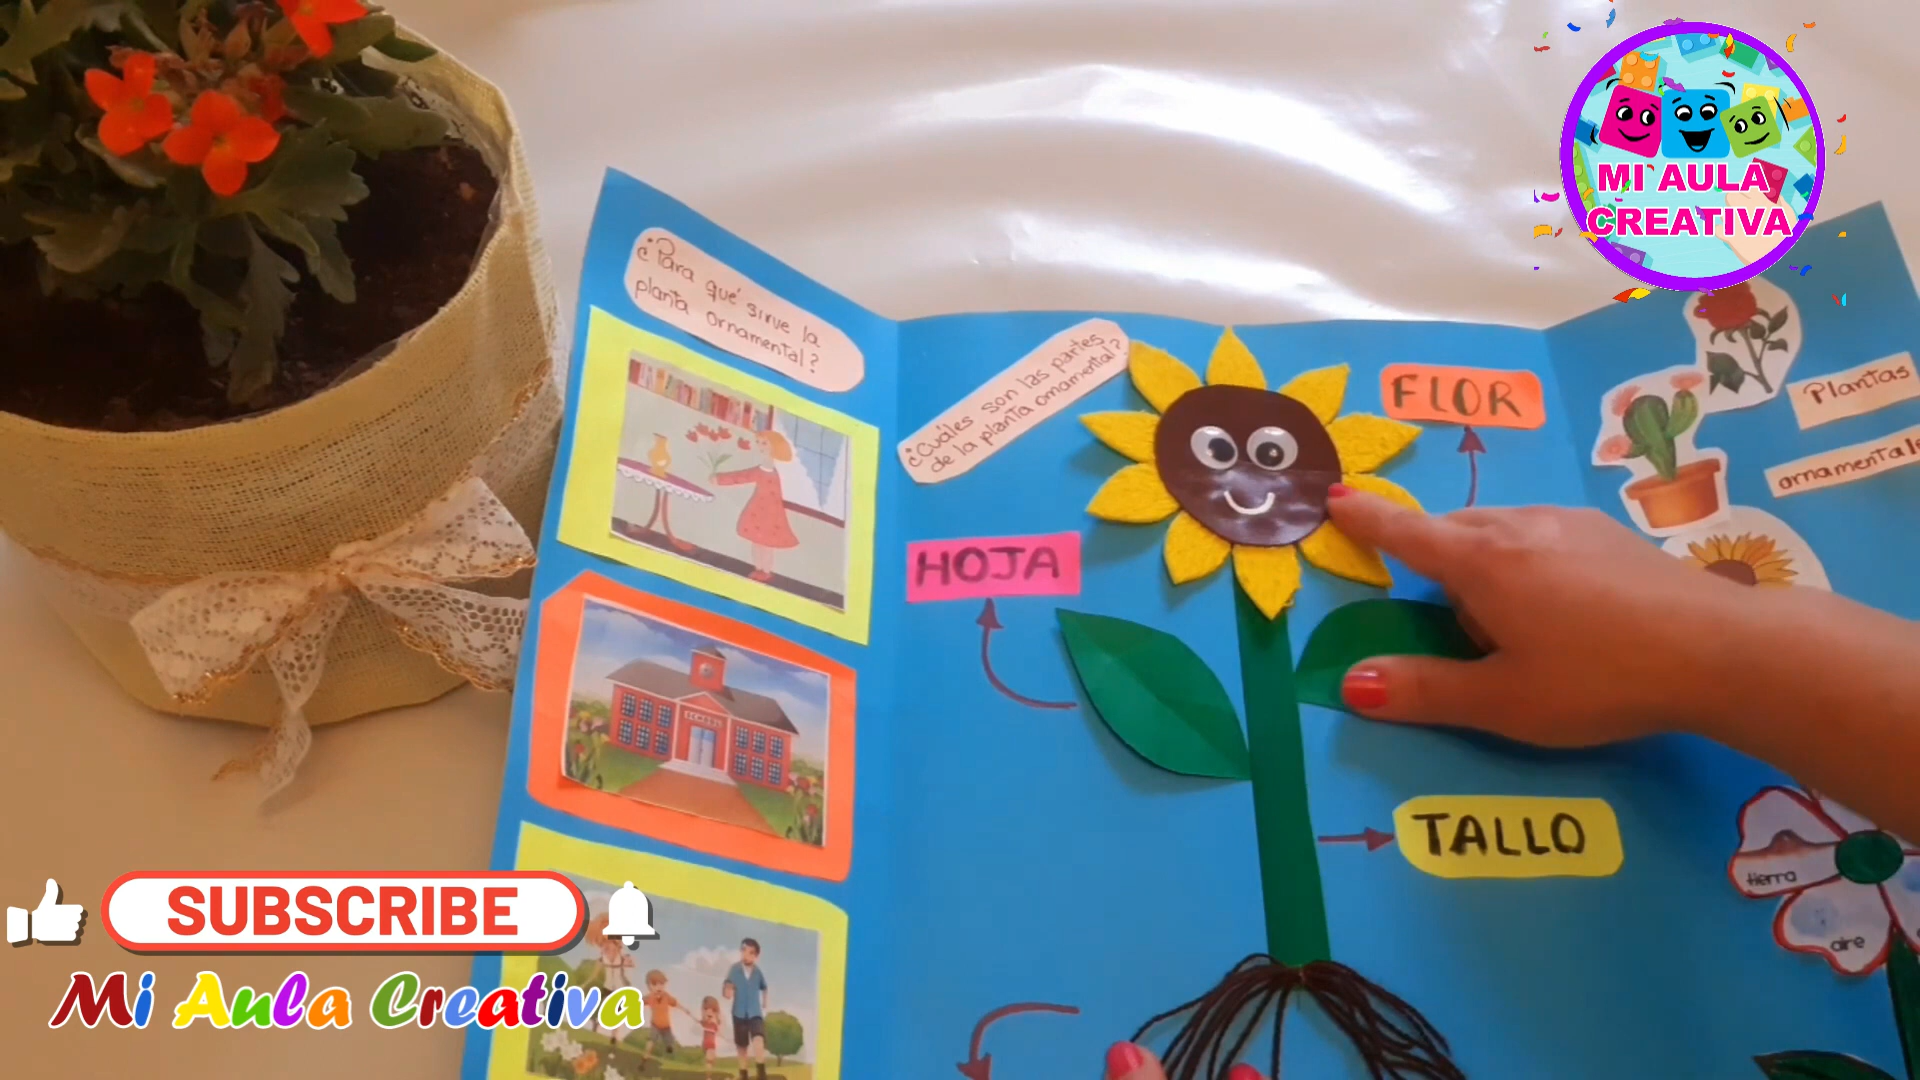 MI AULA
CREATIVA
¿Para qué sirve la
planta ornamental?
¿Cuáles son las partes
de la planta ornamental?
FLOR
Plantas
HOJA
SCHOOL
TALLO
tierra
aire
SUBSCRIBE
Mi Aula Creativa